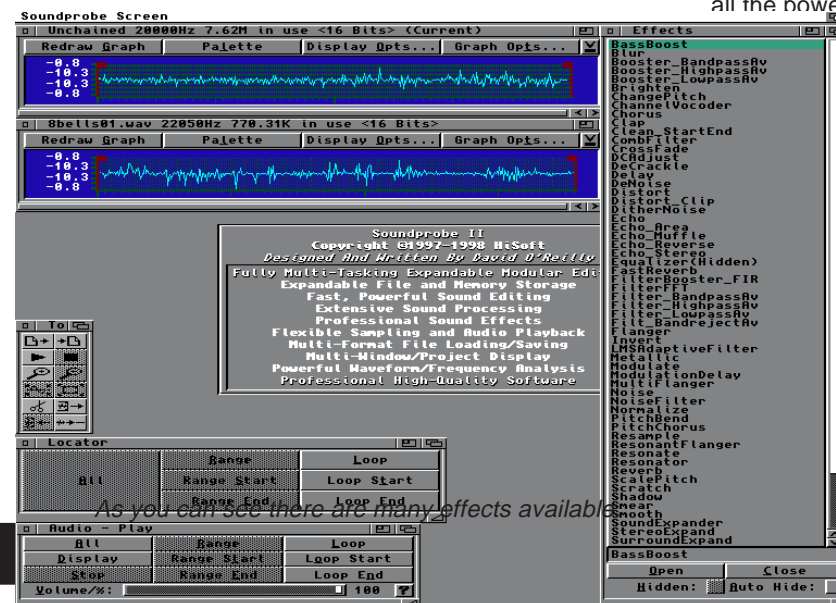 all the powe
Soundprobe Screen
Unchained 20000Hz 7.62M in use <16 Bits> (Current)
Redraw Graph Palette Display Opts... Graph Opts...
-0.8
-10.3
-10.3
-0.8
8bells01.wav 22050Hz 770.31K in use <16 Bits>
Redraw Graph Palette Display Opts... Graph Opts...
-0.8
-10.3
-10.3
-0.8
Soundprobe II
Copyright ©1997-1998 HiSoft
Designed And Written By David O'Reilly
Fully Multi-Tasking Expandable Modular Edi
Expandable File and Memory Storage
Fast, Powerful Sound Editing
Extensive Sound Processing
Professional Sound Effects
Flexible Sampling and Audio Playback
Multi-Format File Loading/Saving
Multi-Window/Project Display
Powerful Waveform/Frequency Analysis
Professional High-Quality Software
To
Locator
All Range Loop
Range Start Loop Start
Range End Loop End
As you can see there are many effects available
Audio - Play
All Range Loop
Display Range Start Loop Start
Stop Range End Loop End
Volume/%: 100 ?
Effects
BassBoost
Blur
Booster_BandpassAv
Booster_HighpassAv
Booster_LowpassAv
Brighten
ChangePitch
ChannelVocoder
Chorus
Clap
Clean_StartEnd
CombFilter
CrossFade
DCAdjust
DeCrackle
Delay
DeNoise
Distort
Distort_Clip
DitherNoise
Echo
Echo_Area
Echo_Muffle
Echo_Reverse
Echo_Stereo
Equalizer(Hidden)
FastReverb
FilterBooster_FIR
FilterFFT
Filter_BandpassAv
Filter_HighpassAv
Filter_LowpassAv
Filt_BandrejectAv
Flanger
Invert
LMSAdaptiveFilter
Metallic
Modulate
ModulationDelay
MultiFlanger
Noise
NoiseFilter
Normalize
PitchBend
PitchChorus
Resample
ResonantFlanger
Resonate
Resonator
Reverb
ScalePitch
Scratch
Shadow
Smear
Smooth
SoundExpander
StereoExpand
SurroundExpand
BassBoost
Open Close
Hidden: Auto Hide: